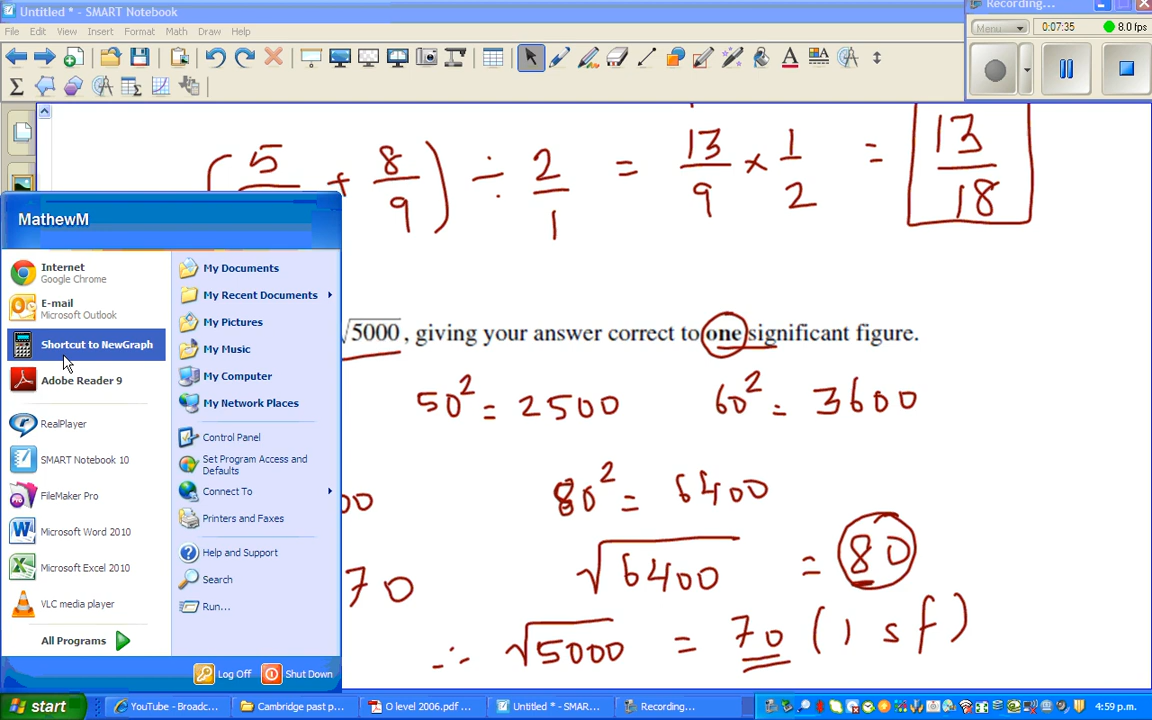 Untitled * - SMART Notebook
Recording...
File Edit View Insert Format Math Draw Help
Menu 0:07:35 8.0 fps
( 5 + 8/9 ) ÷ 2/1 = 13/9 × 1/2 = 13/18
MathewM
Internet
Google Chrome
E-mail
Microsoft Outlook
Shortcut to NewGraph
Adobe Reader 9
RealPlayer
SMART Notebook 10
FileMaker Pro
Microsoft Word 2010
Microsoft Excel 2010
VLC media player
All Programs
My Documents
My Recent Documents
My Pictures
My Music
My Computer
My Network Places
Control Panel
Set Program Access and
Defaults
Connect To
Printers and Faxes
Help and Support
Search
Run...
Log Off Shut Down
√5000 , giving your answer correct to one significant figure.
50² = 2500 60² = 3600
00 80² = 6400
70 √6400 = 80
∴ √5000 = 70 (1 sf)
start YouTube - Broadc... Cambridge past p... O level 2006.pdf ... Untitled * - SMAR... Recording... 4:59 p.m.